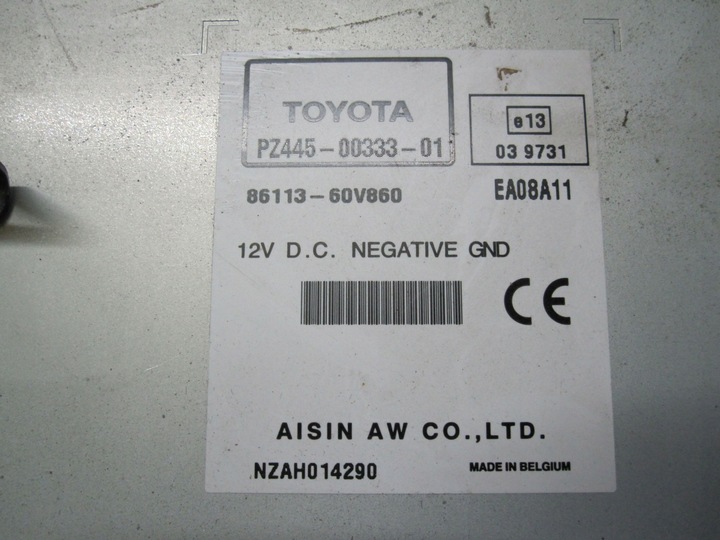 TOYOTA
PZ445-00333-01
e13
03 9731
86113-60V860
EA08A11
12V D.C. NEGATIVE GND
CE
AISIN AW CO.,LTD.
NZAH014290
MADE IN BELGIUM